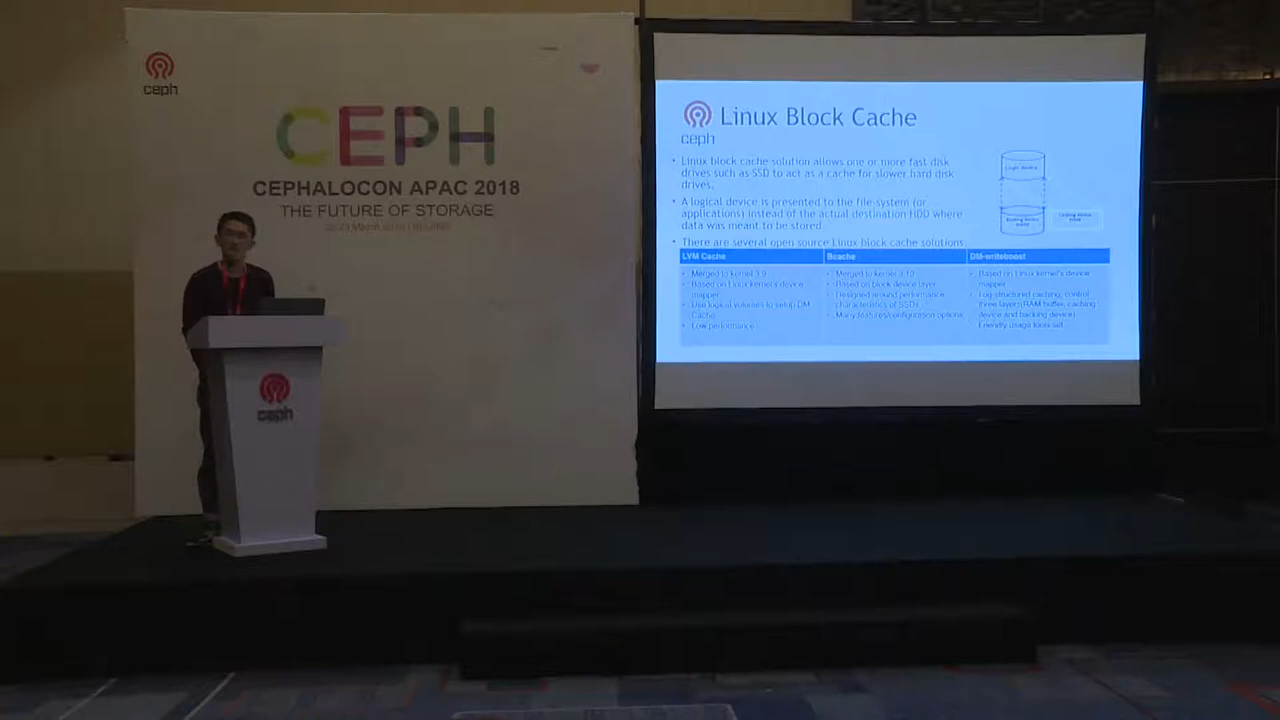 ceph
CEPH
CEPHALOCON APAC 2018
THE FUTURE OF STORAGE
ceph
Linux Block Cache
ceph
• Linux block cache solution allows one or more fast disk
drives such as SSD to act as a cache for slower hard disk
drives.
• A logical device is presented to the file-system (or
applications) instead of the actual destination HDD where
data was meant to be stored
• There are several open source Linux block cache solutions
LVM Cache
• Merged to kernel 3.9
• Based on Linux kernel's device
mapper
• Use logical volumes to setup DM
Cache
• Low performance
Bcache
• Merged to kernel 3.10
• Based on block device layer
• Designed around performance
characteristics of SSDs
• Many features/configuration options
DM-writeboost
• Based on Linux kernel's device
mapper
• Log-structured caching, control
three layers(RAM buffer, caching
device and backing device)
• Friendly usage tools set